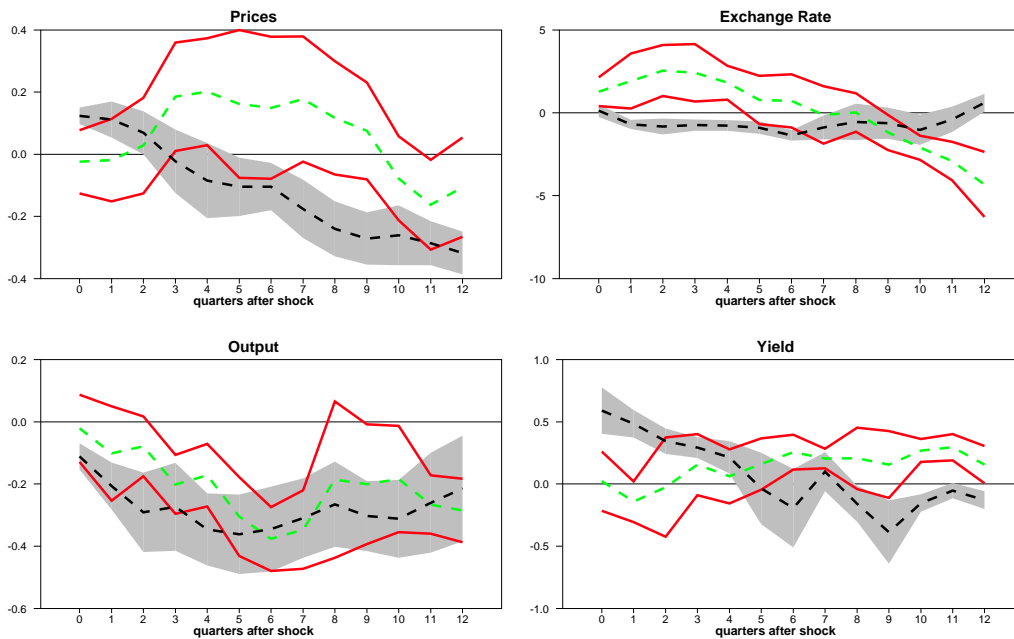 Prices
0.4
0.2
0.0
-0.2
-0.4
0 1 2 3 4 5 6 7 8 9 10 11 12
quarters after shock
Exchange Rate
5
0
-5
-10
0 1 2 3 4 5 6 7 8 9 10 11 12
quarters after shock
Output
0.2
0.0
-0.2
-0.4
-0.6
0 1 2 3 4 5 6 7 8 9 10 11 12
quarters after shock
Yield
1.0
0.5
0.0
-0.5
-1.0
0 1 2 3 4 5 6 7 8 9 10 11 12
quarters after shock